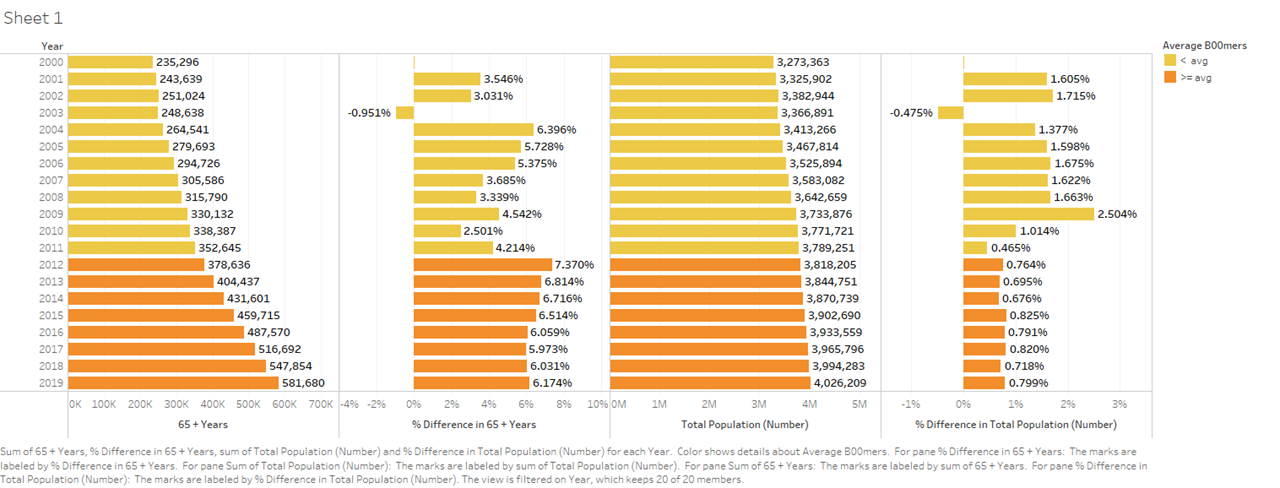 Sheet 1
Year
Average B00mers
< avg
>= avg
2000 235,296 3,273,363
2001 243,639 3.546% 3,325,902 1.605%
2002 251,024 3.031% 3,382,944 1.715%
2003 248,638 -0.951% 3,366,891 -0.475%
2004 264,541 6.396% 3,413,266 1.377%
2005 279,693 5.728% 3,467,814 1.598%
2006 294,726 5.375% 3,525,894 1.675%
2007 305,586 3.685% 3,583,082 1.622%
2008 315,790 3.339% 3,642,659 1.663%
2009 330,132 4.542% 3,733,876 2.504%
2010 338,387 2.501% 3,771,721 1.014%
2011 352,645 4.214% 3,789,251 0.465%
2012 378,636 7.370% 3,818,205 0.764%
2013 404,437 6.814% 3,844,751 0.695%
2014 431,601 6.716% 3,870,739 0.676%
2015 459,715 6.514% 3,902,690 0.825%
2016 487,570 6.059% 3,933,559 0.791%
2017 516,692 5.973% 3,965,796 0.820%
2018 547,854 6.031% 3,994,283 0.718%
2019 581,680 6.174% 4,026,209 0.799%
0K 100K 200K 300K 400K 500K 600K 700K -4% -2% 0% 2% 4% 6% 8% 10% 0M 1M 2M 3M 4M 5M -1% 0% 1% 2% 3%
65 + Years % Difference in 65 + Years Total Population (Number) % Difference in Total Population (Number)
Sum of 65 + Years, % Difference in 65 + Years, sum of Total Population (Number) and % Difference in Total Population (Number) for each Year. Color shows details about Average B00mers. For pane % Difference in 65 + Years: The marks are
labeled by % Difference in 65 + Years. For pane Sum of Total Population (Number): The marks are labeled by sum of Total Population (Number). For pane Sum of 65 + Years: The marks are labeled by sum of 65 + Years. For pane % Difference in
Total Population (Number): The marks are labeled by % Difference in Total Population (Number). The view is filtered on Year, which keeps 20 of 20 members.